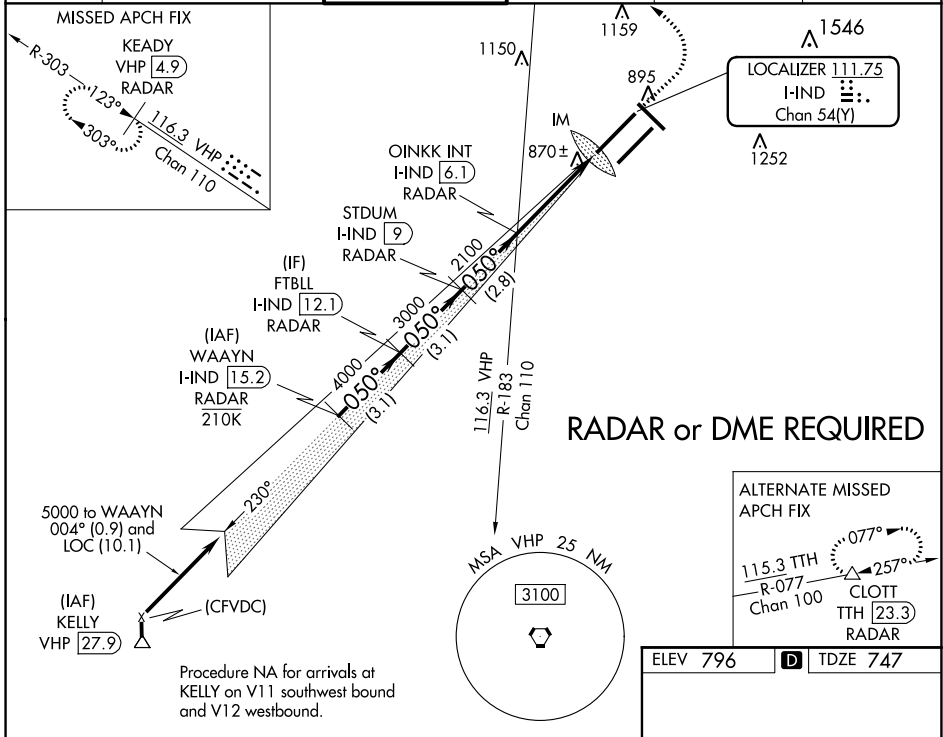 MISSED APCH FIX
KEADY
VHP 4.9
RADAR
R-303
123°
303°
116.3 VHP
Chan 110
1150
1159
1546
895
LOCALIZER 111.75
I-IND
Chan 54(Y)
1252
IM
870±
OINKK INT
I-IND 6.1
RADAR
STDUM
I-IND 9
RADAR
(IF)
FTBLL
I-IND 12.1
RADAR
(IAF)
WAAYN
I-IND 15.2
RADAR
210K
2100
050°
(2.8)
3000
050°
(3.1)
4000
050°
(3.1)
116.3 VHP
R-183
Chan 110
RADAR or DME REQUIRED
230°
5000 to WAAYN
004° (0.9) and
LOC (10.1)
(IAF)
KELLY
VHP 27.9
(CFVDC)
MSA VHP 25 NM
3100
ALTERNATE MISSED
APCH FIX
077°
257°
115.3 TTH
R-077
Chan 100
CLOTT
TTH 23.3
RADAR
Procedure NA for arrivals at
KELLY on V11 southwest bound
and V12 westbound.
ELEV 796 D TDZE 747